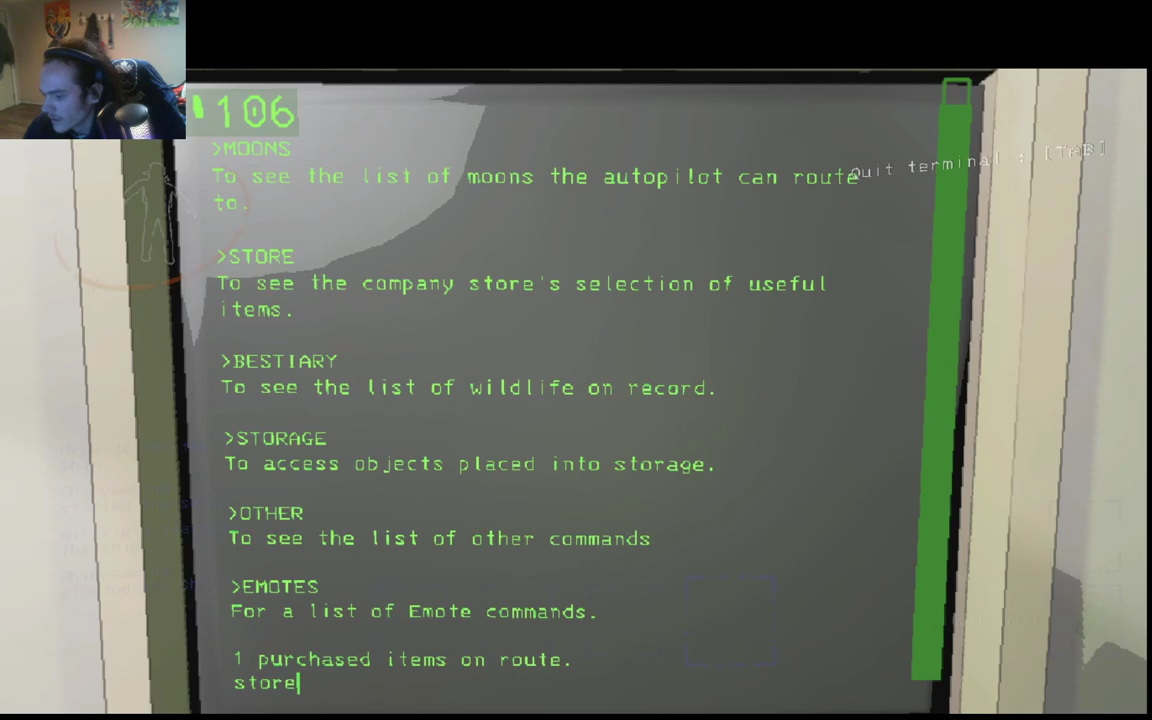 106
>MOONS
To see the list of moons the autopilot can route
to.
Quit terminal : [TAB]
>STORE
To see the company store's selection of useful
items.
>BESTIARY
To see the list of wildlife on record.
>STORAGE
To access objects placed into storage.
>OTHER
To see the list of other commands
>EMOTES
For a list of Emote commands.
1 purchased items on route.
store